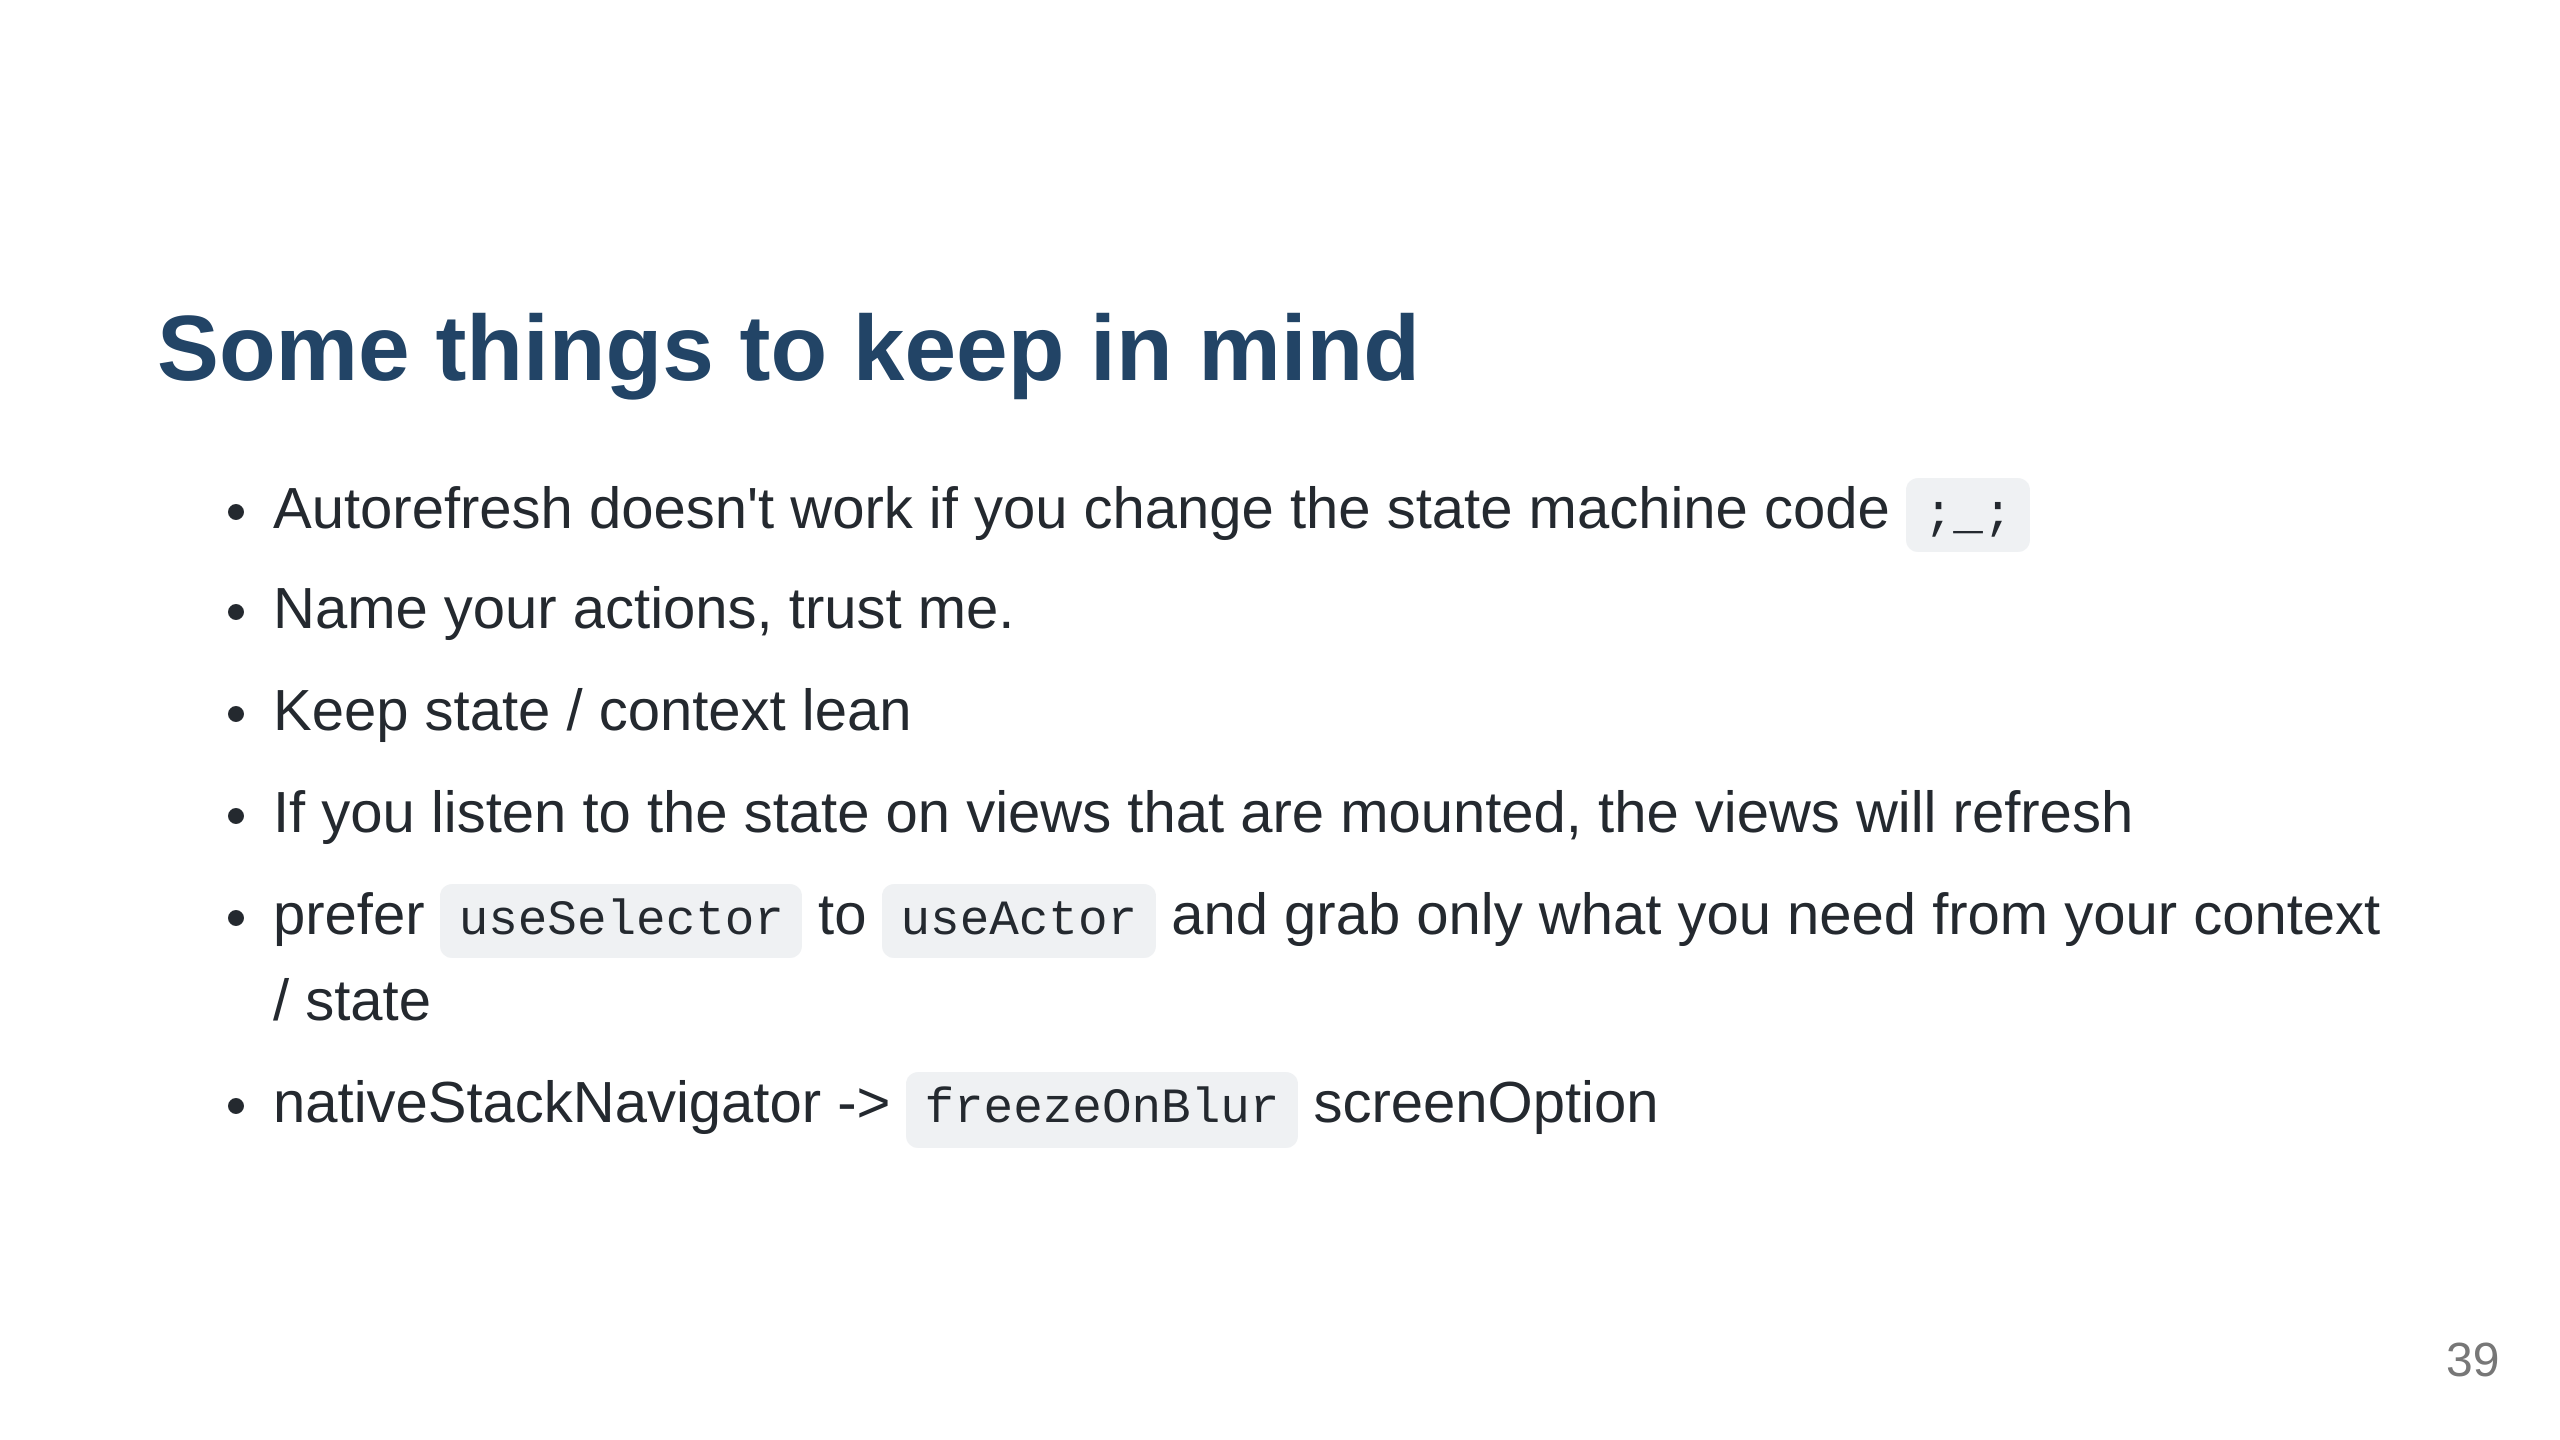 Some things to keep in mind
• Autorefresh doesn't work if you change the state machine code ;_;
• Name your actions, trust me.
• Keep state / context lean
• If you listen to the state on views that are mounted, the views will refresh
• prefer useSelector to useActor and grab only what you need from your context
/ state
• nativeStackNavigator -> freezeOnBlur screenOption
39